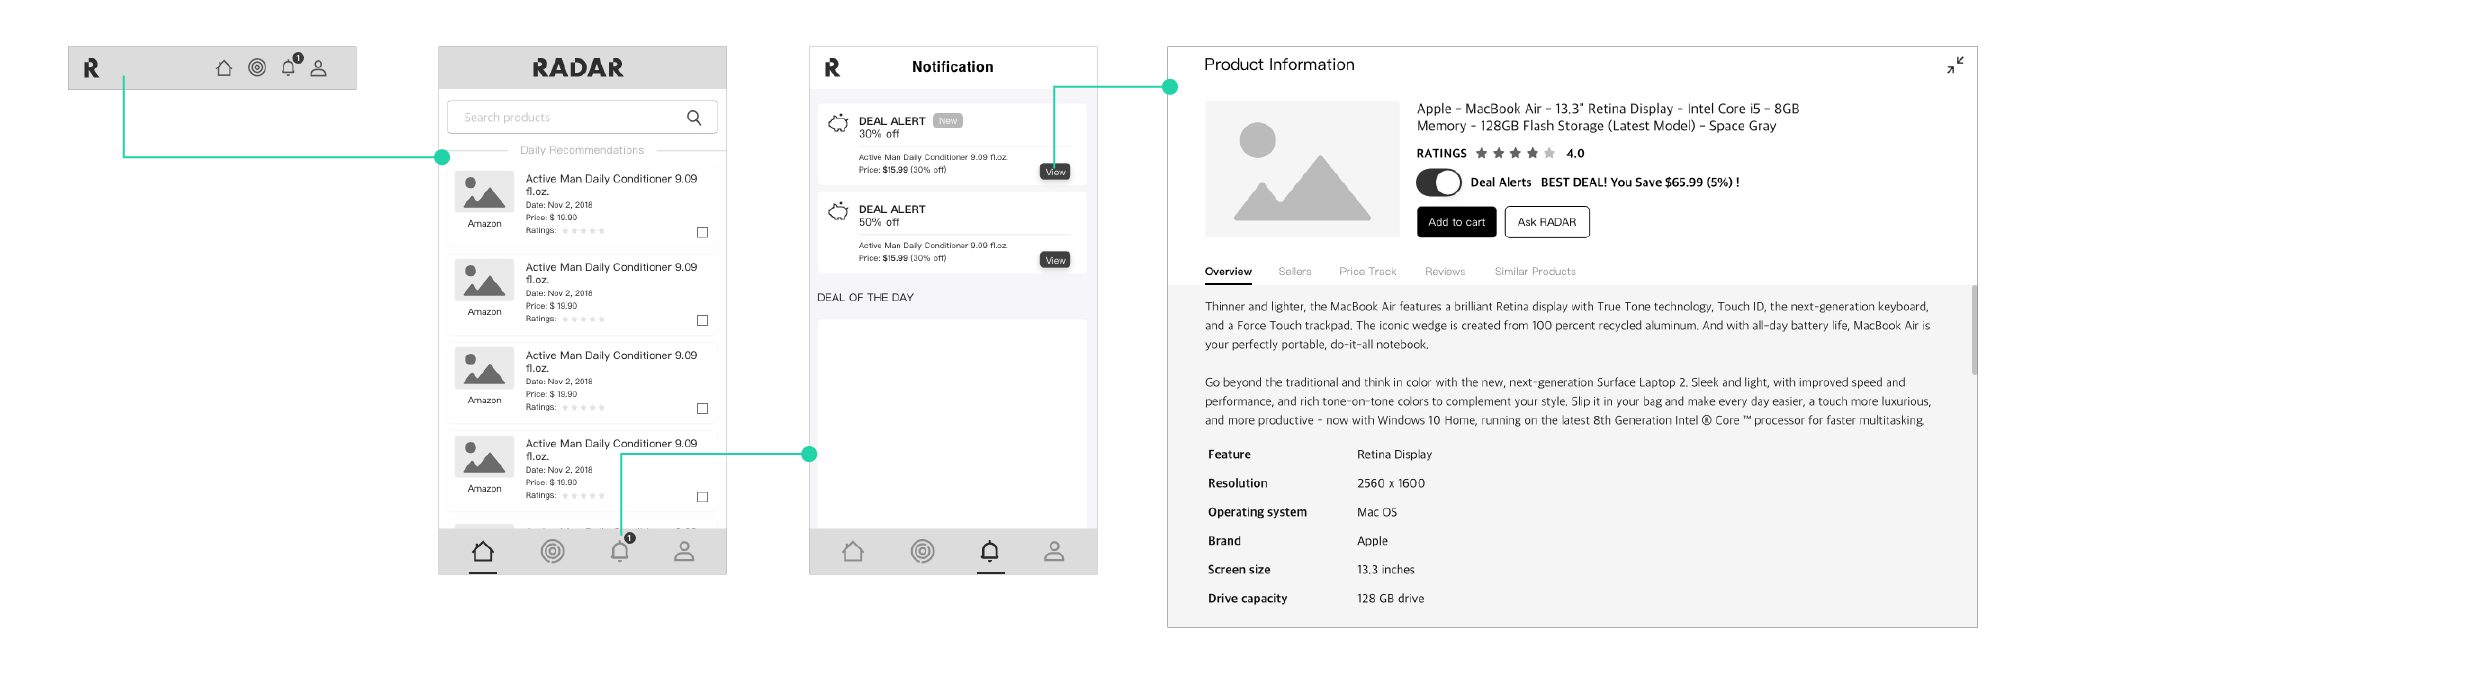 R
1
RADAR
Search products
Daily Recommendations
Active Man Daily Conditioner 9.09
fl.oz.
Date: Nov 2, 2018
Price: $ 19.90
Ratings:
Amazon
Active Man Daily Conditioner 9.09
fl.oz.
Date: Nov 2, 2018
Price: $ 19.90
Ratings:
Amazon
Active Man Daily Conditioner 9.09
fl.oz.
Date: Nov 2, 2018
Price: $ 19.90
Ratings:
Amazon
Active Man Daily Conditioner 9.09
fl.oz.
Date: Nov 2, 2018
Price: $ 19.90
Ratings:
Amazon
1
R Notification
DEAL ALERT New
30% off
Active Man Daily Conditioner 9.09 fl.oz.
Price: $15.99 (30% off)
View
DEAL ALERT
50% off
Active Man Daily Conditioner 9.09 fl.oz.
Price: $15.99 (30% off)
View
DEAL OF THE DAY
Product Information
Apple - MacBook Air - 13.3" Retina Display - Intel Core i5 - 8GB
Memory - 128GB Flash Storage (Latest Model) - Space Gray
RATINGS 4.0
Deal Alerts BEST DEAL! You Save $65.99 (5%) !
Add to cart Ask RADAR
Overview Sellers Price Track Reviews Similar Products
Thinner and lighter, the MacBook Air features a brilliant Retina display with True Tone technology, Touch ID, the next-generation keyboard,
and a Force Touch trackpad. The iconic wedge is created from 100 percent recycled aluminum. And with all-day battery life, MacBook Air is
your perfectly portable, do-it-all notebook.
Go beyond the traditional and think in color with the new, next-generation Surface Laptop 2. Sleek and light, with improved speed and
performance, and rich tone-on-tone colors to complement your style. Slip it in your bag and make every day easier, a touch more luxurious,
and more productive - now with Windows 10 Home, running on the latest 8th Generation Intel ® Core ™ processor for faster multitasking.
Feature Retina Display
Resolution 2560 x 1600
Operating system Mac OS
Brand Apple
Screen size 13.3 inches
Drive capacity 128 GB drive